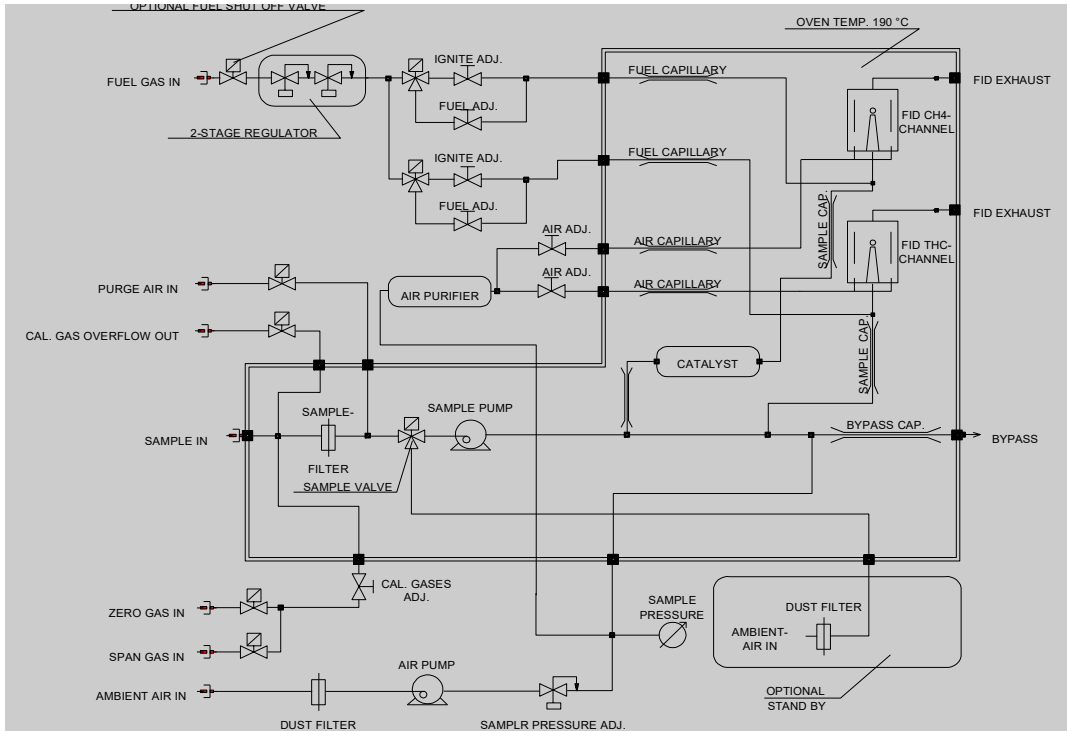 OPTIONAL FUEL SHUT OFF VALVE
OVEN TEMP. 190 °C
FUEL GAS IN
IGNITE ADJ.
FUEL CAPILLARY
FID EXHAUST
FUEL ADJ.
FID CH4-
CHANNEL
2-STAGE REGULATOR
IGNITE ADJ.
FUEL CAPILLARY
FUEL ADJ.
SAMPLE CAP.
FID EXHAUST
AIR ADJ.
AIR CAPILLARY
FID THC-
CHANNEL
PURGE AIR IN
AIR PURIFIER
AIR ADJ.
AIR CAPILLARY
CAL. GAS OVERFLOW OUT
CATALYST
SAMPLE CAP.
SAMPLE IN
SAMPLE-
FILTER
SAMPLE PUMP
BYPASS CAP.
BYPASS
SAMPLE VALVE
CAL. GASES
ADJ.
ZERO GAS IN
SAMPLE
PRESSURE
DUST FILTER
AMBIENT-
AIR IN
SPAN GAS IN
AMBIENT AIR IN
AIR PUMP
OPTIONAL
STAND BY
DUST FILTER
SAMPLR PRESSURE ADJ.